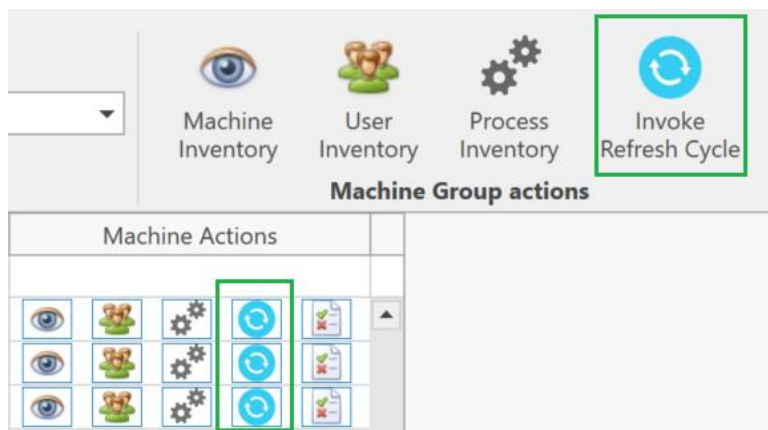 Machine
Inventory
User
Inventory
Process
Inventory
Invoke
Refresh Cycle
Machine Group actions
Machine Actions